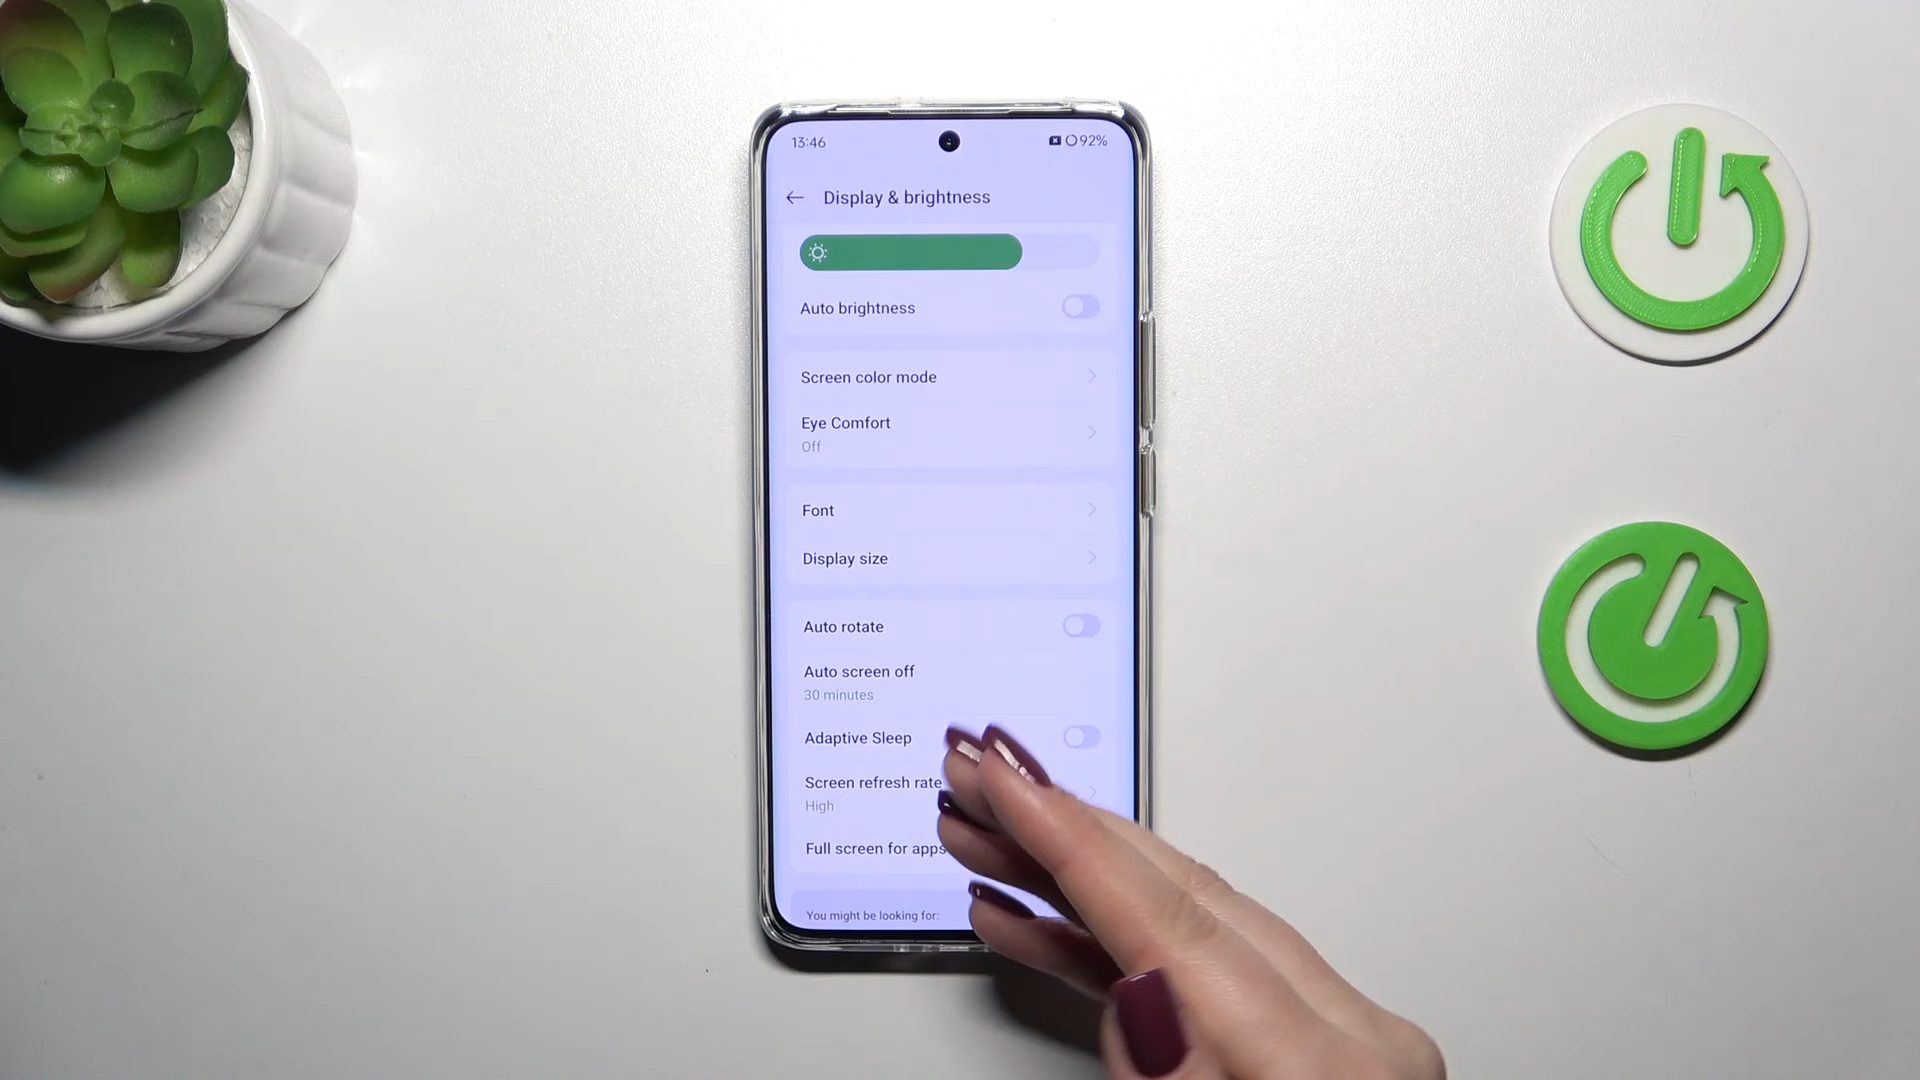 13:46
92%
Display & brightness
Auto brightness
Screen color mode
Eye Comfort
Off
Font
Display size
Auto rotate
Auto screen off
30 minutes
Adaptive Sleep
Screen refresh rate
High
Full screen for apps
You might be looking for: